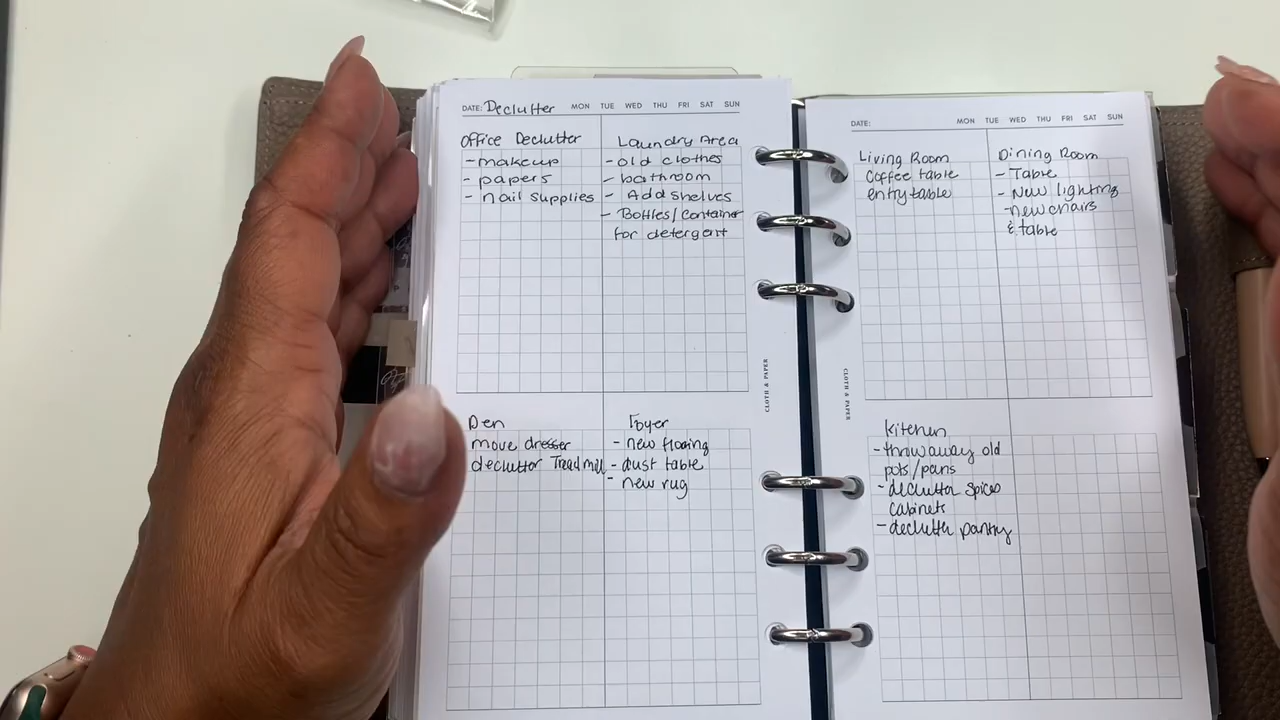 DATE: Declutter MON TUE WED THU FRI SAT SUN
Office Declutter
- makeup
- papers
- nail supplies
Laundry Area
- old clothes
- bathroom
- Add shelves
- Bottles/Container
for detergent
Den
move dresser
declutter Treadmill
Foyer
- new flooing
- dust table
- new rug
CLOTH & PAPER
DATE: MON TUE WED THU FRI SAT SUN
Living Room
Coffee table
entry table
Dining Room
- Table
- New lighting
- new chairs
& table
Kitchen
- throw away old
pots/pans
- declutter spices
cabinets
- declutter pantry
CLOTH & PAPER